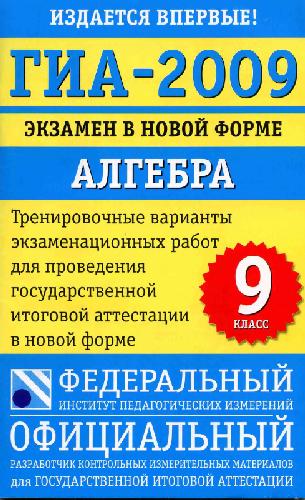 ИЗДАЕТСЯ ВПЕРВЫЕ!
ГИА-2009
ЭКЗАМЕН В НОВОЙ ФОРМЕ
АЛГЕБРА
Тренировочные варианты
экзаменационных работ
для проведения
государственной
итоговой аттестации
в новой форме
9
КЛАСС
ФЕДЕРАЛЬНЫЙ
ИНСТИТУТ ПЕДАГОГИЧЕСКИХ ИЗМЕРЕНИЙ
ОФИЦИАЛЬНЫЙ
РАЗРАБОТЧИК КОНТРОЛЬНЫХ ИЗМЕРИТЕЛЬНЫХ МАТЕРИАЛОВ
для ГОСУДАРСТВЕННОЙ ИТОГОВОЙ АТТЕСТАЦИИ